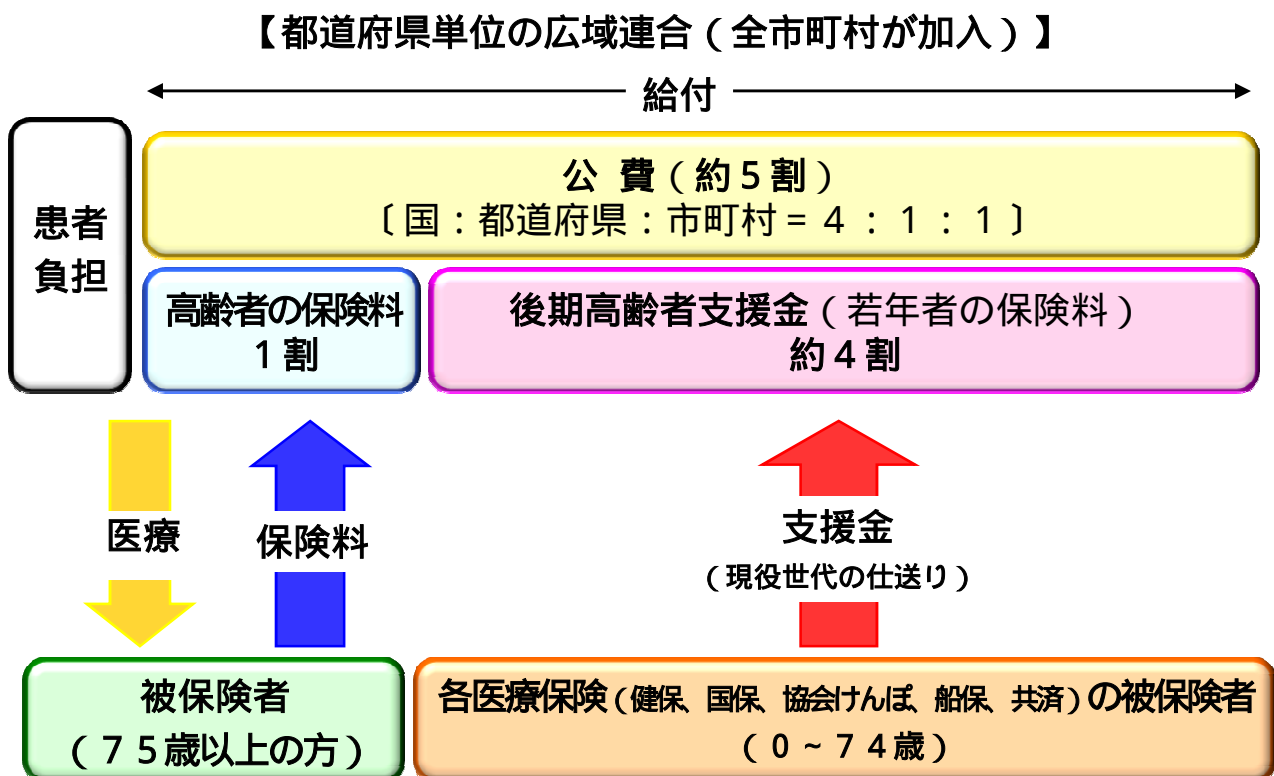 【都道府県単位の広域連合（全市町村が加入）】
給付
患者
負担
公 費（約５割）
〔国：都道府県：市町村＝４：１：１〕
高齢者の保険料
１割
後期高齢者支援金（若年者の保険料）
約４割
医療
保険料
支援金
（現役世代の仕送り）
被保険者
（７５歳以上の方）
各医療保険（健保、国保、協会けんぽ、船保、共済）の被保険者
（０～７４歳）